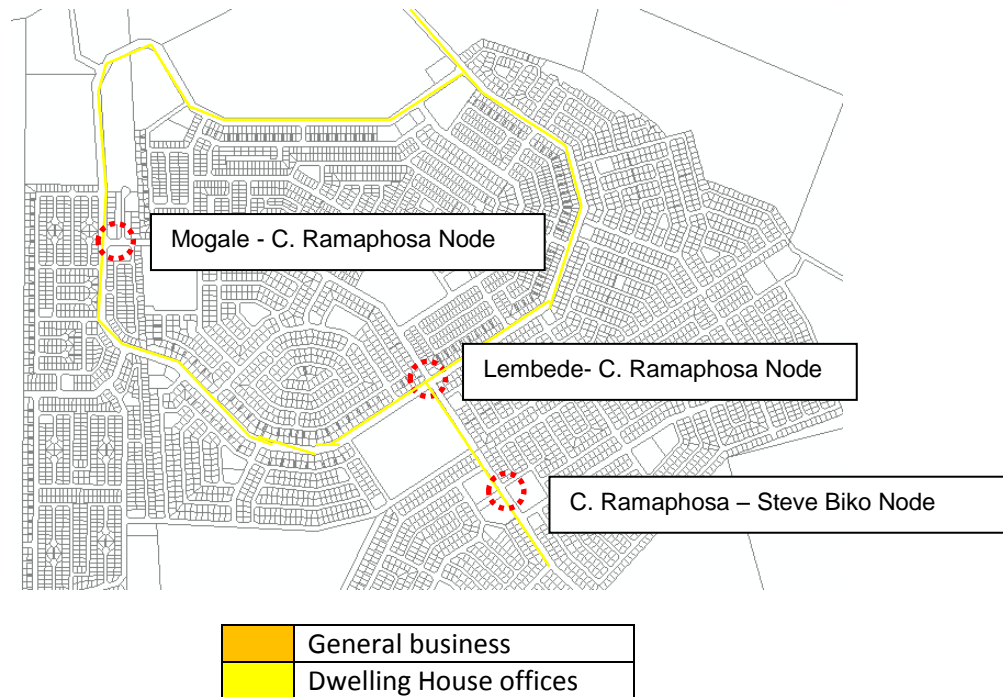 Mogale - C. Ramaphosa Node
Lembede- C. Ramaphosa Node
C. Ramaphosa – Steve Biko Node
General business
Dwelling House offices